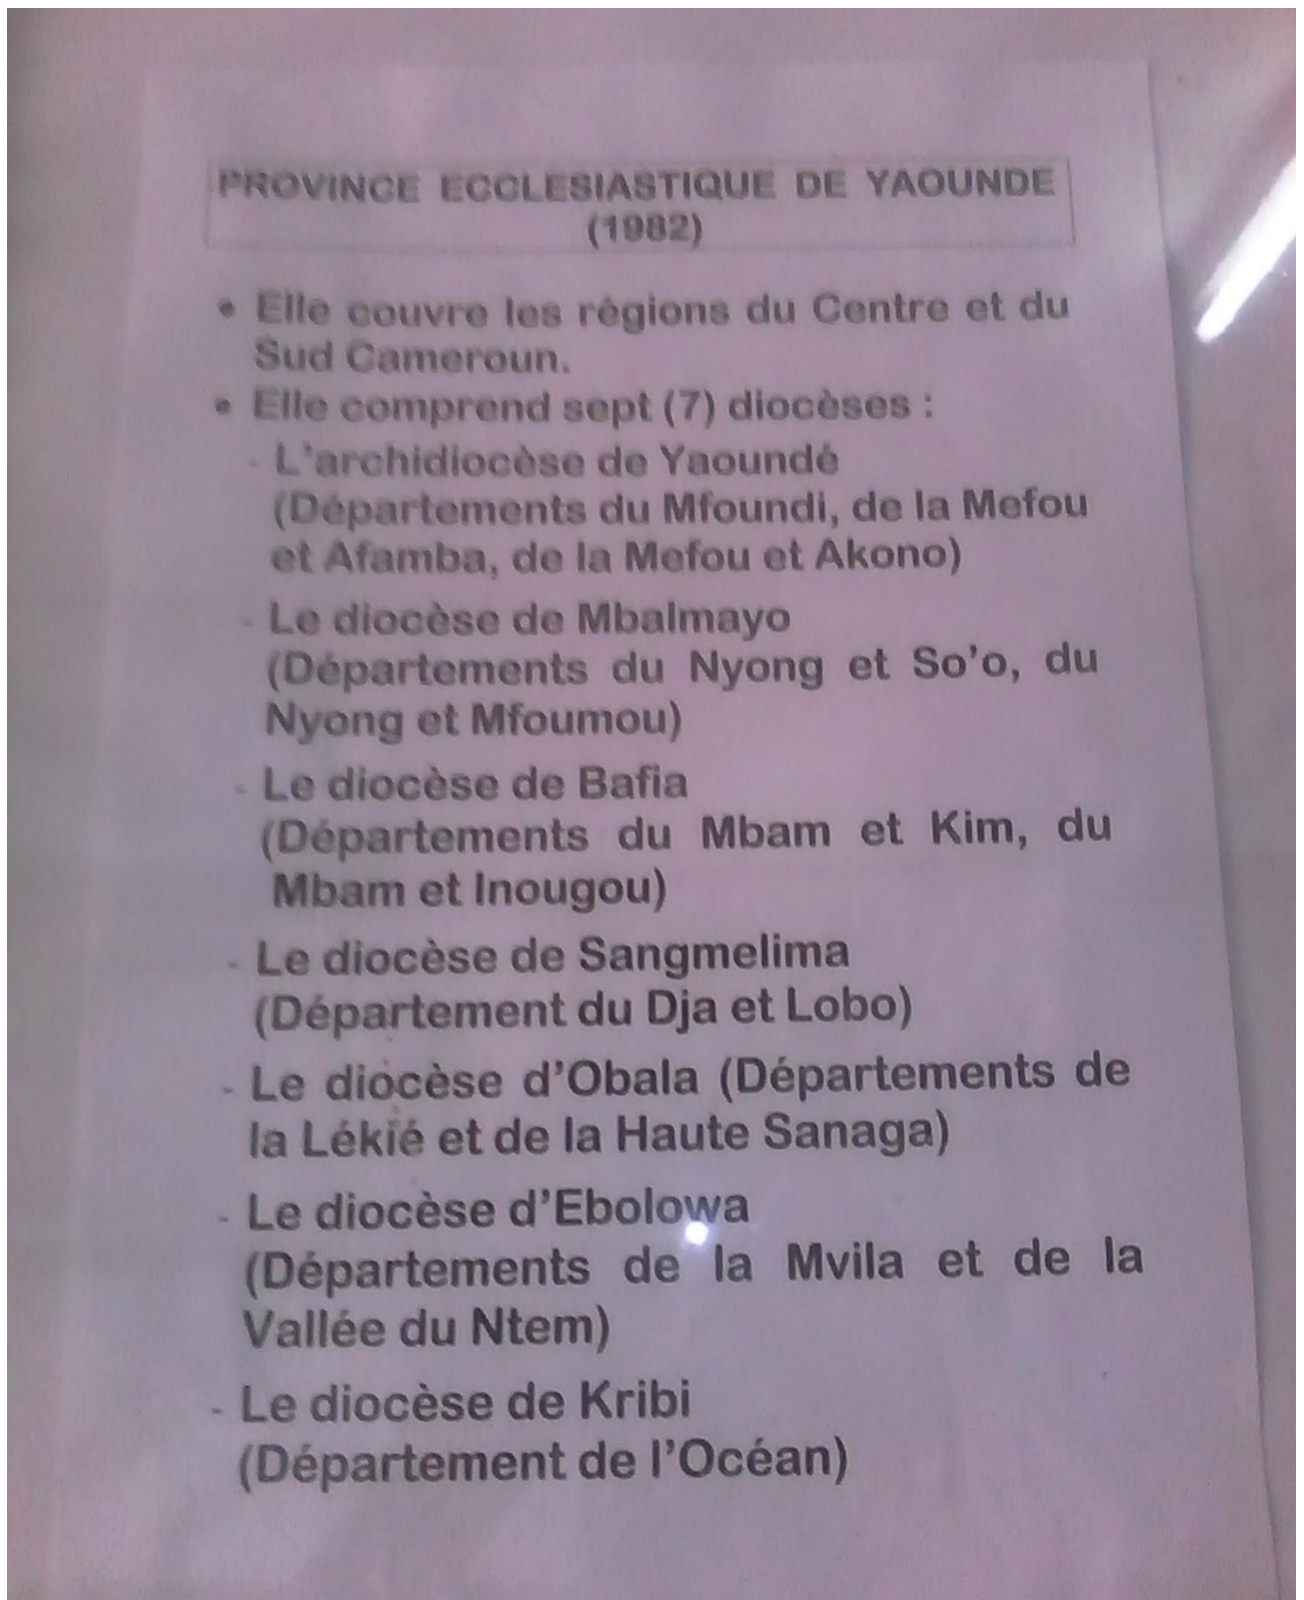 PROVINCE ECCLESIASTIQUE DE YAOUNDE
(1982)
• Elle couvre les régions du Centre et du
Sud Cameroun.
• Elle comprend sept (7) diocèses :
- L'archidiocèse de Yaoundé
(Départements du Mfoundi, de la Mefou
et Afamba, de la Mefou et Akono)
- Le diocèse de Mbalmayo
(Départements du Nyong et So'o, du
Nyong et Mfoumou)
- Le diocèse de Bafia
(Départements du Mbam et Kim, du
Mbam et Inougou)
- Le diocèse de Sangmelima
(Département du Dja et Lobo)
- Le diocèse d'Obala (Départements de
la Lékié et de la Haute Sanaga)
- Le diocèse d'Ebolowa
(Départements de la Mvila et de la
Vallée du Ntem)
- Le diocèse de Kribi
(Département de l'Océan)